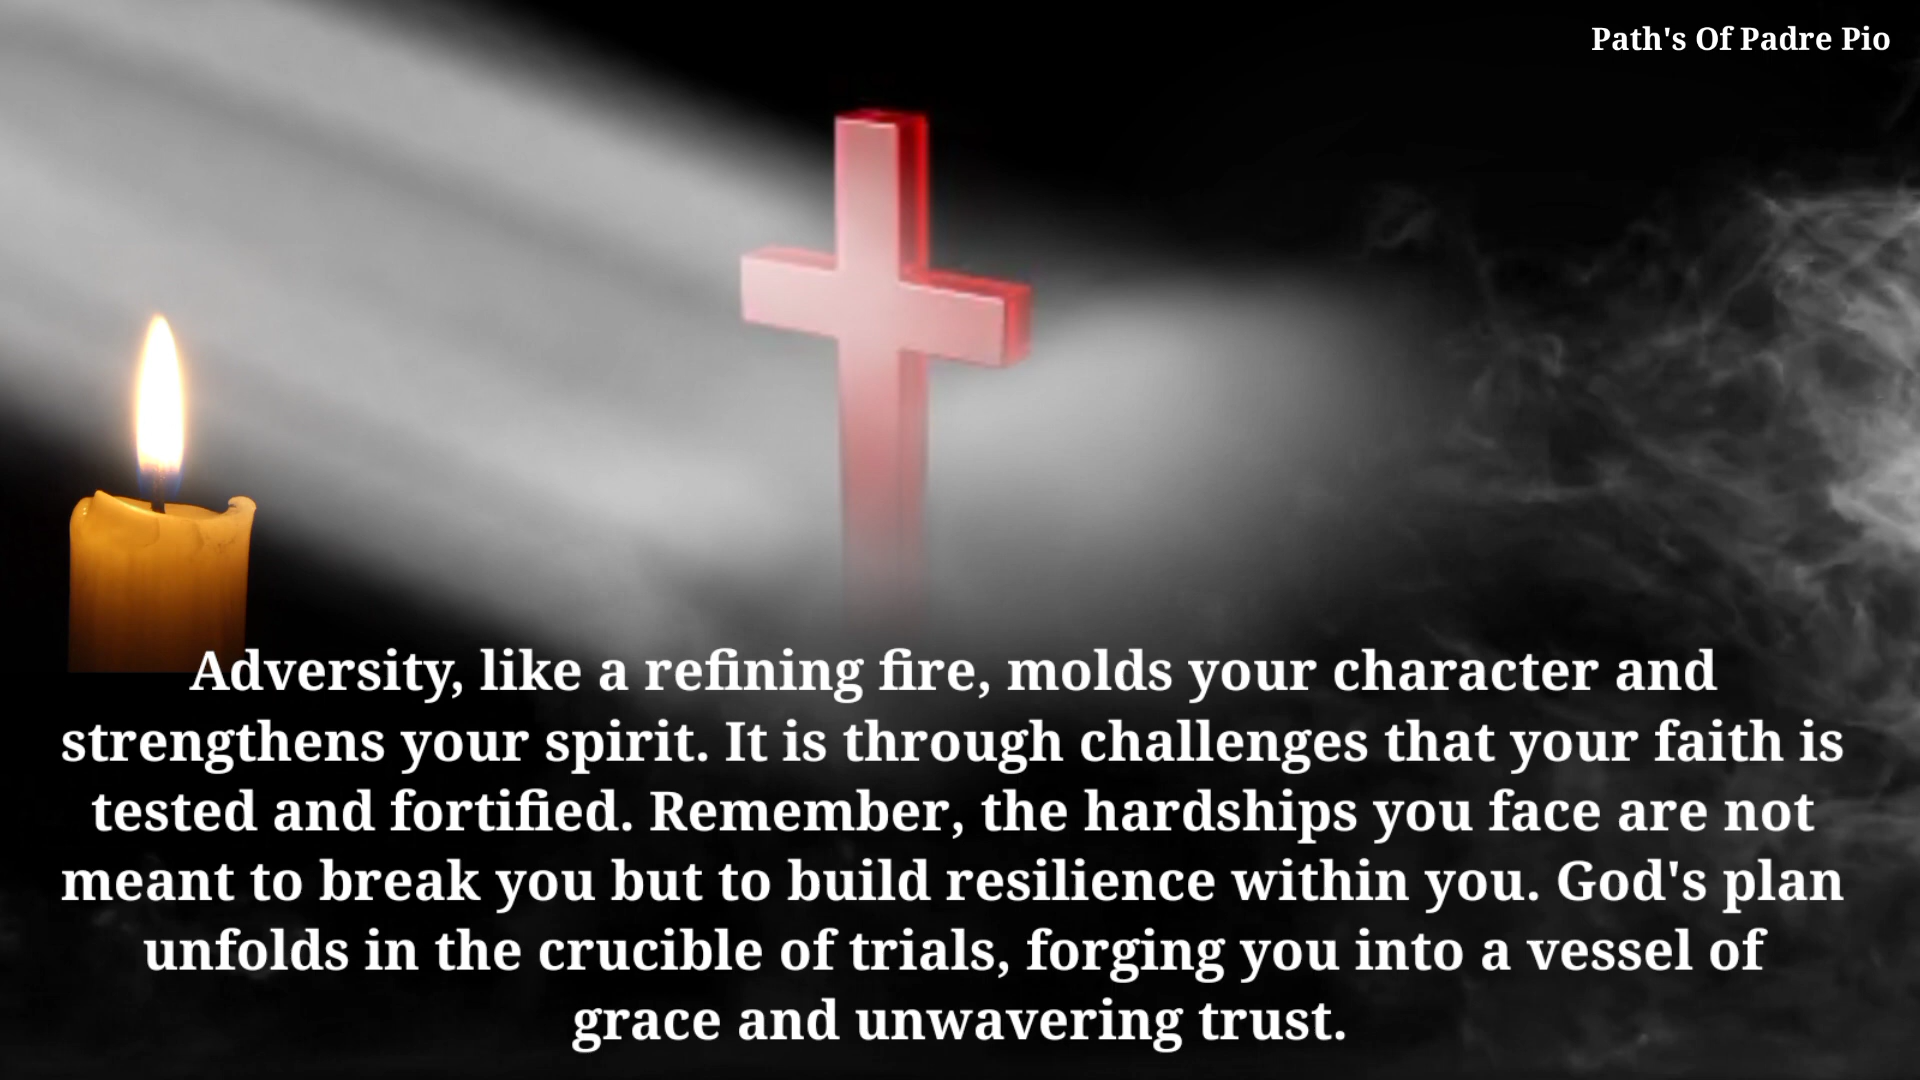 Path's Of Padre Pio
Adversity, like a refining fire, molds your character and
strengthens your spirit. It is through challenges that your faith is
tested and fortified. Remember, the hardships you face are not
meant to break you but to build resilience within you. God's plan
unfolds in the crucible of trials, forging you into a vessel of
grace and unwavering trust.